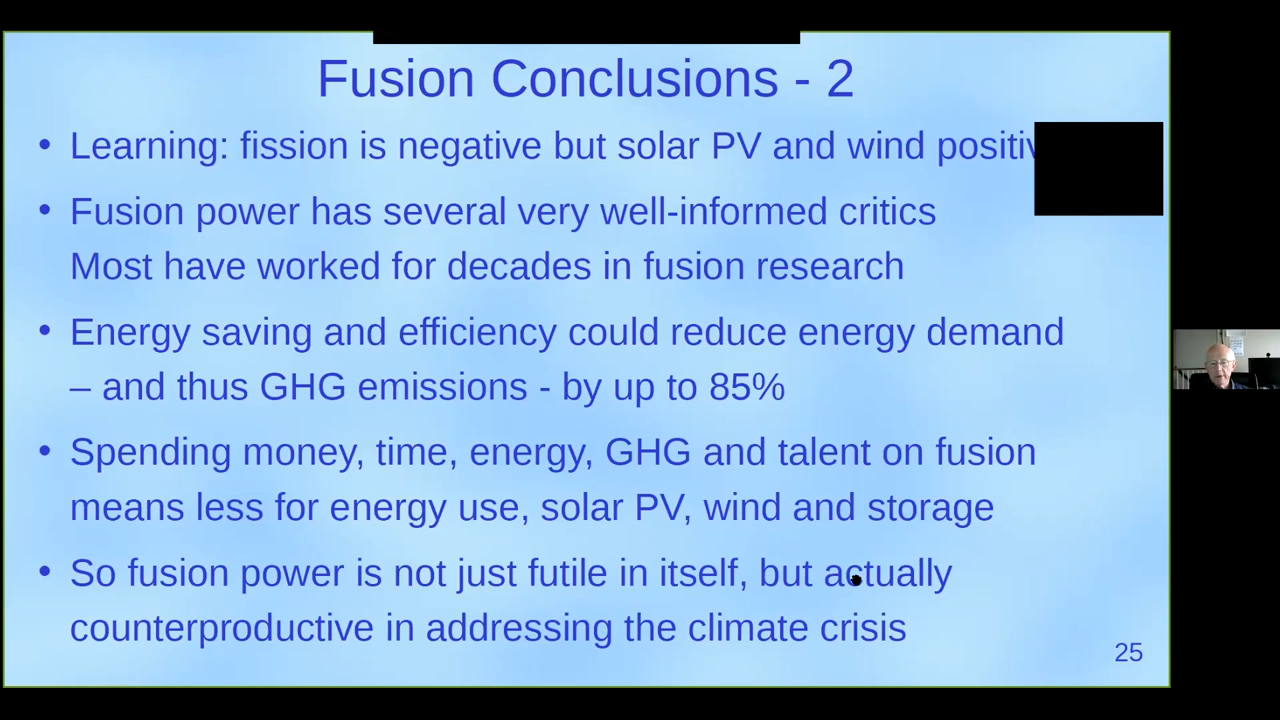 Fusion Conclusions - 2
• Learning: fission is negative but solar PV and wind
• Fusion power has several very well-informed critics
Most have worked for decades in fusion research
• Energy saving and efficiency could reduce energy demand
– and thus GHG emissions - by up to 85%
• Spending money, time, energy, GHG and talent on fusion
means less for energy use, solar PV, wind and storage
• So fusion power is not just futile in itself, but actually
counterproductive in addressing the climate crisis
25